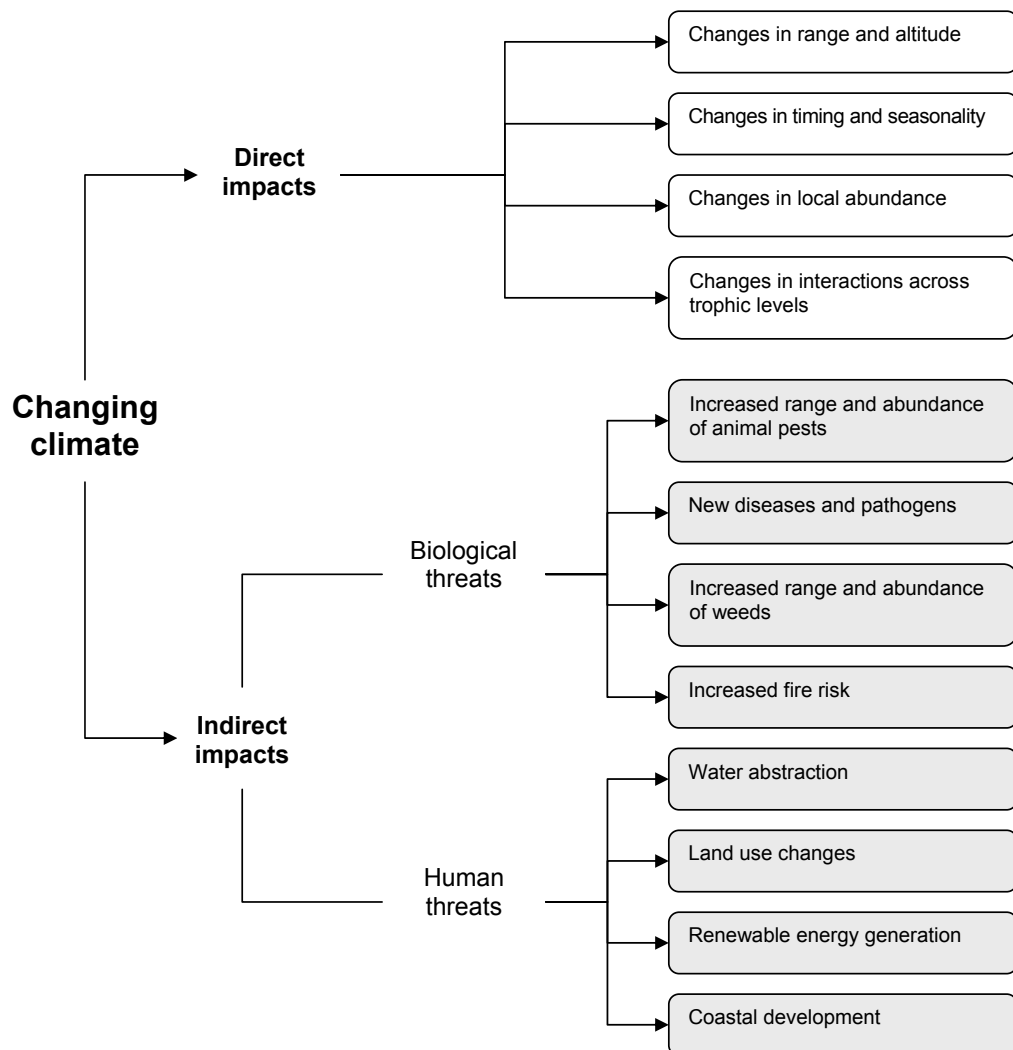 Changing
climate
Direct
impacts
Changes in range and altitude
Changes in timing and seasonality
Changes in local abundance
Changes in interactions across
trophic levels
Indirect
impacts
Biological
threats
Increased range and abundance
of animal pests
New diseases and pathogens
Increased range and abundance
of weeds
Increased fire risk
Human
threats
Water abstraction
Land use changes
Renewable energy generation
Coastal development